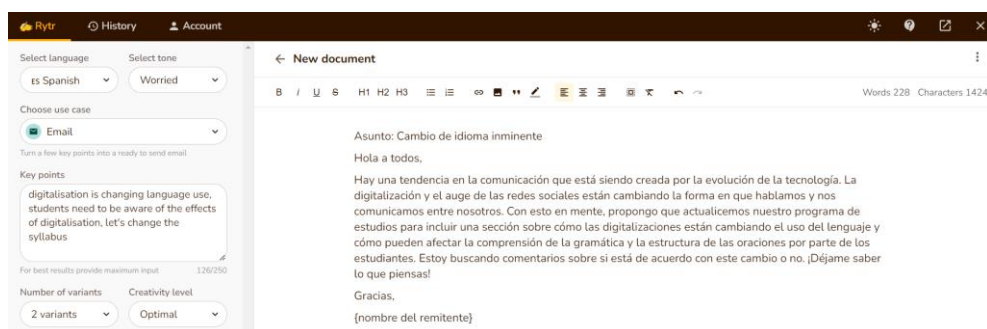 Rytr History Account
Select language Select tone
ES Spanish Worried
Choose use case
Email
Turn a few key points into a ready to send email
Key points
digitalisation is changing language use,
students need to be aware of the effects
of digitalisation, let's change the
syllabus
For best results provide maximum input 126/250
Number of variants Creativity level
2 variants Optimal
New document
B I U S H1 H2 H3 Words 228 Characters 1424
Asunto: Cambio de idioma inminente
Hola a todos,
Hay una tendencia en la comunicación que está siendo creada por la evolución de la tecnología. La
digitalización y el auge de las redes sociales están cambiando la forma en que hablamos y nos
comunicamos entre nosotros. Con esto en mente, propongo que actualicemos nuestro programa de
estudios para incluir una sección sobre cómo las digitalizaciones están cambiando el uso del lenguaje y
cómo pueden afectar la comprensión de la gramática y la estructura de las oraciones por parte de los
estudiantes. Estoy buscando comentarios sobre si está de acuerdo con este cambio o no. ¡Déjame saber
lo que piensas!
Gracias,
{nombre del remitente}